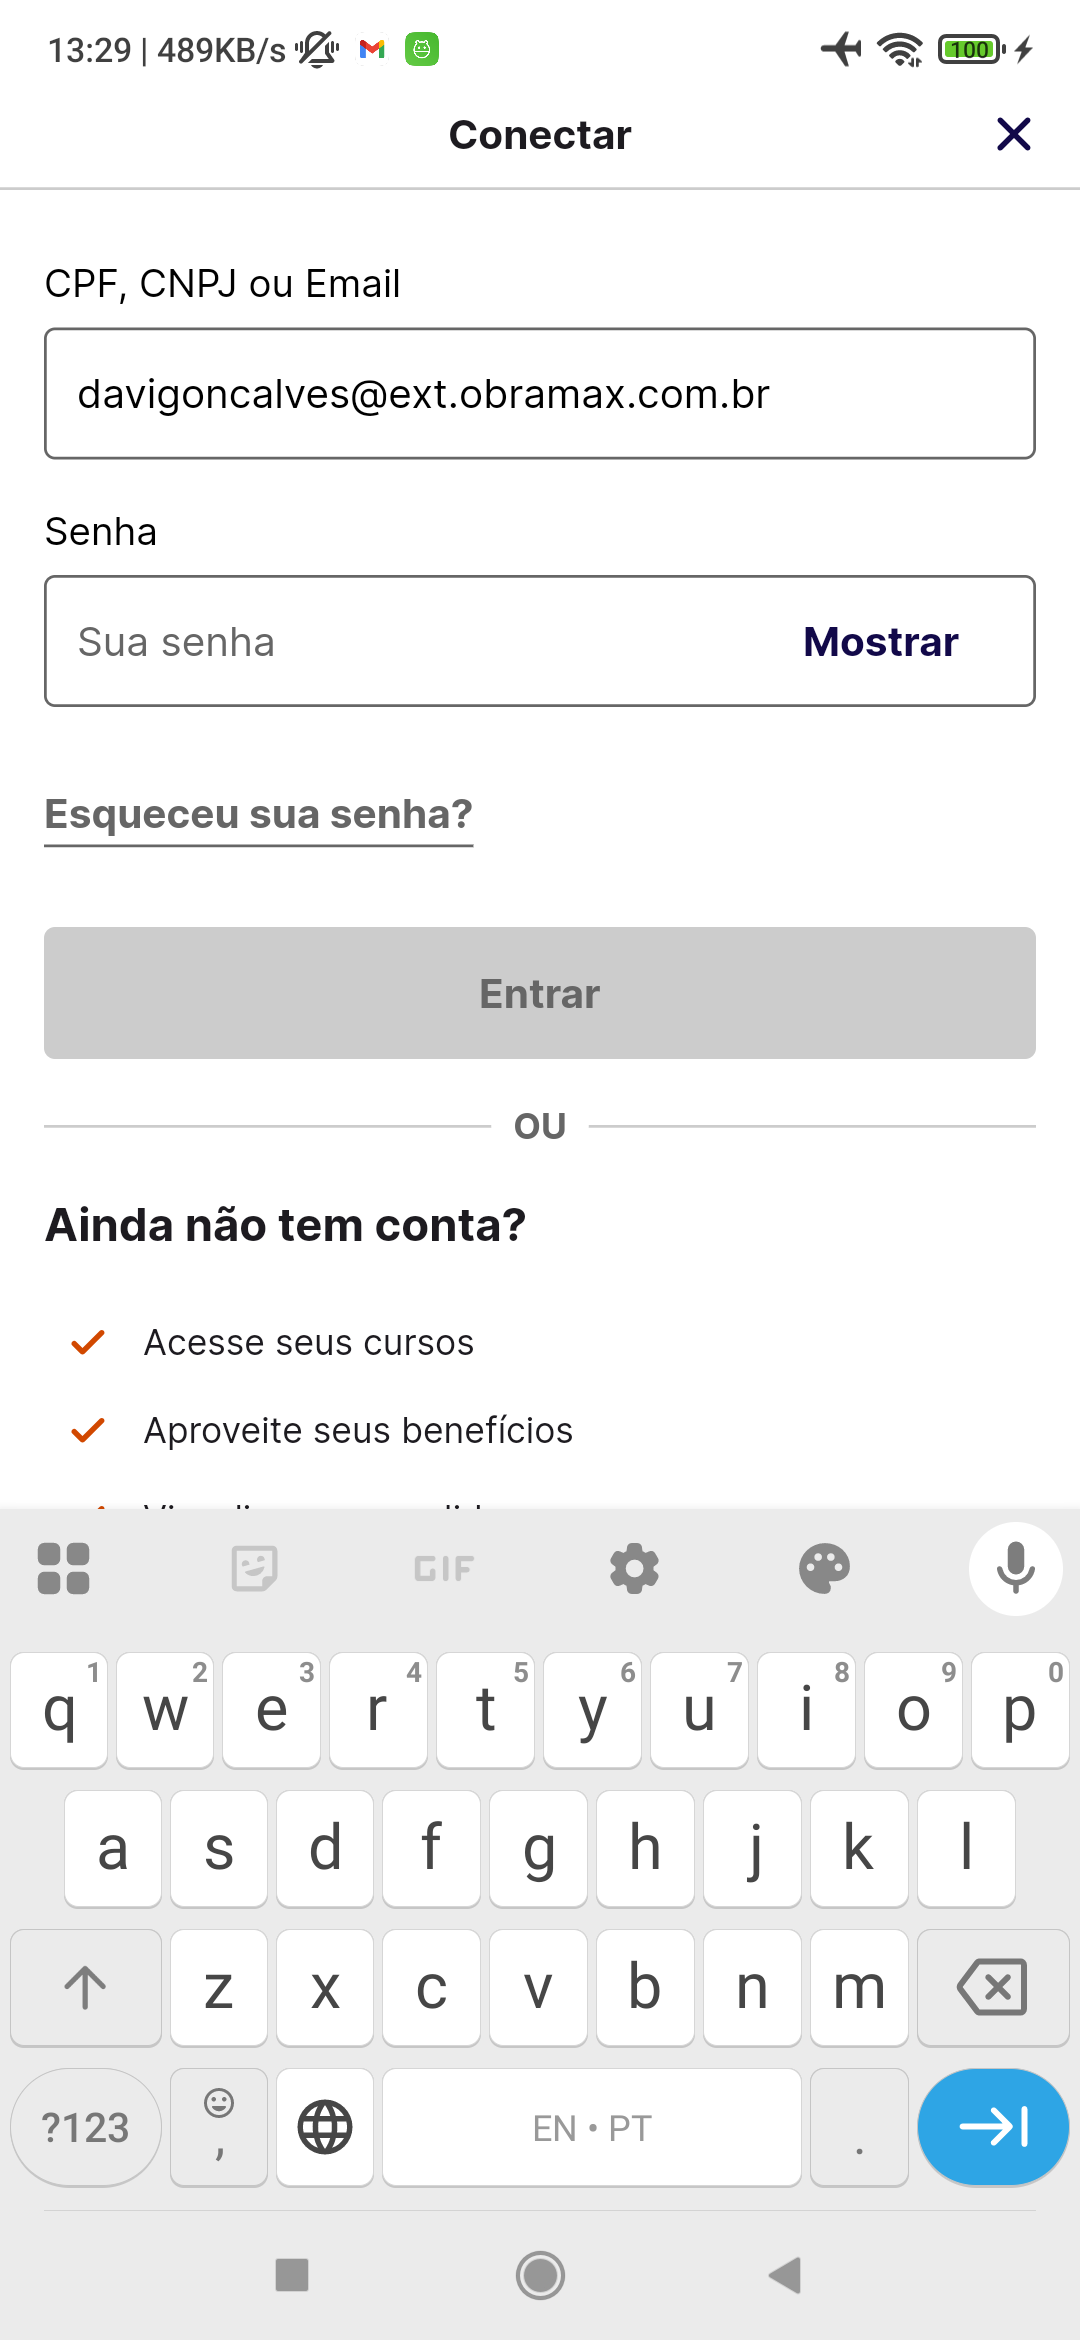 13:29 | 489KB/s
100
Conectar
CPF, CNPJ ou Email
davigoncalves@ext.obramax.com.br
Senha
Sua senha Mostrar
Esqueceu sua senha?
Entrar
OU
Ainda não tem conta?
Acesse seus cursos
Aproveite seus benefícios
GIF
1 2 3 4 5 6 7 8 9 0
q w e r t y u i o p
a s d f g h j k l
z x c v b n m
?123 , EN • PT .